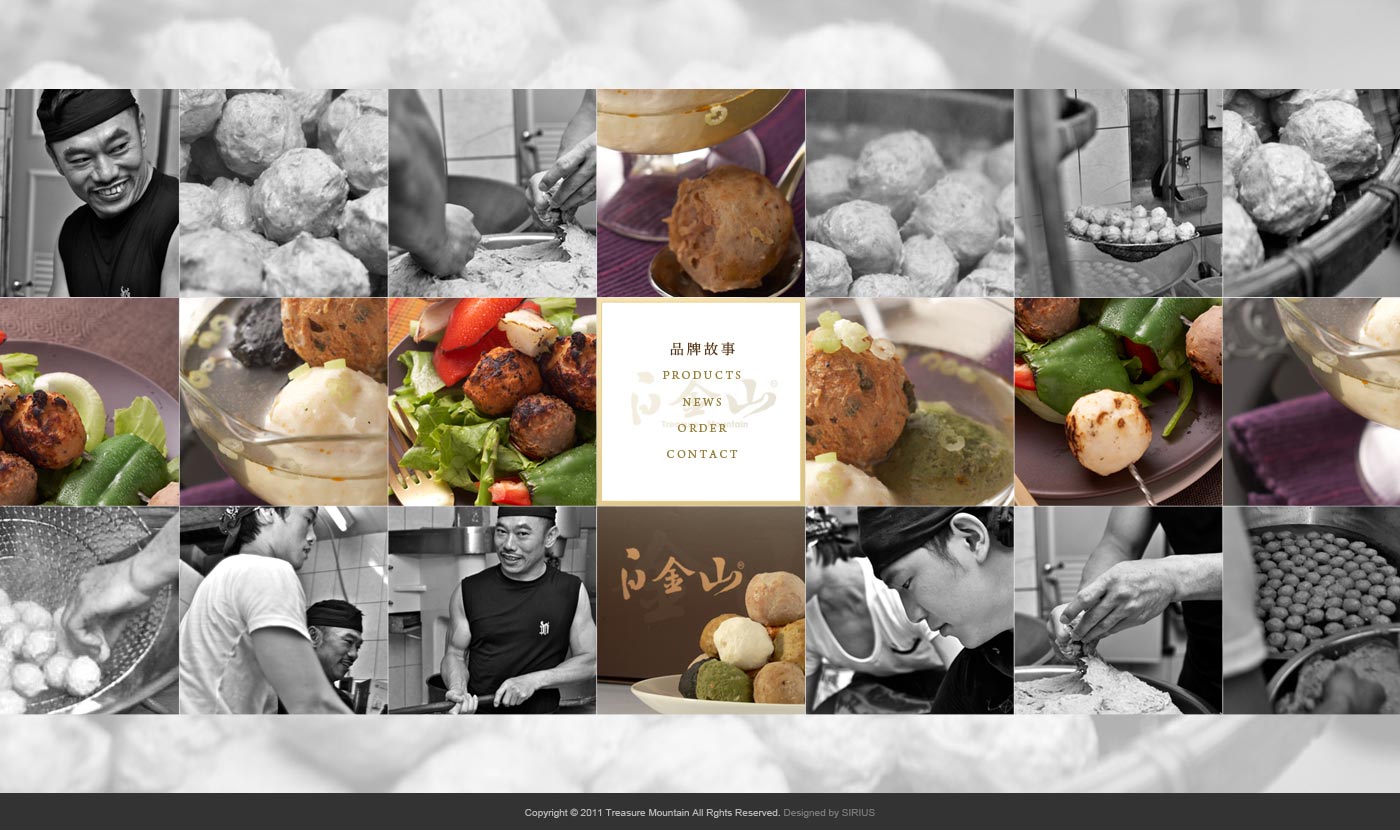 品牌故事
PRODUCTS
NEWS
ORDER
CONTACT
白金山®
Copyright © 2011 Treasure Mountain All Rghts Reserved. Designed by SIRIUS